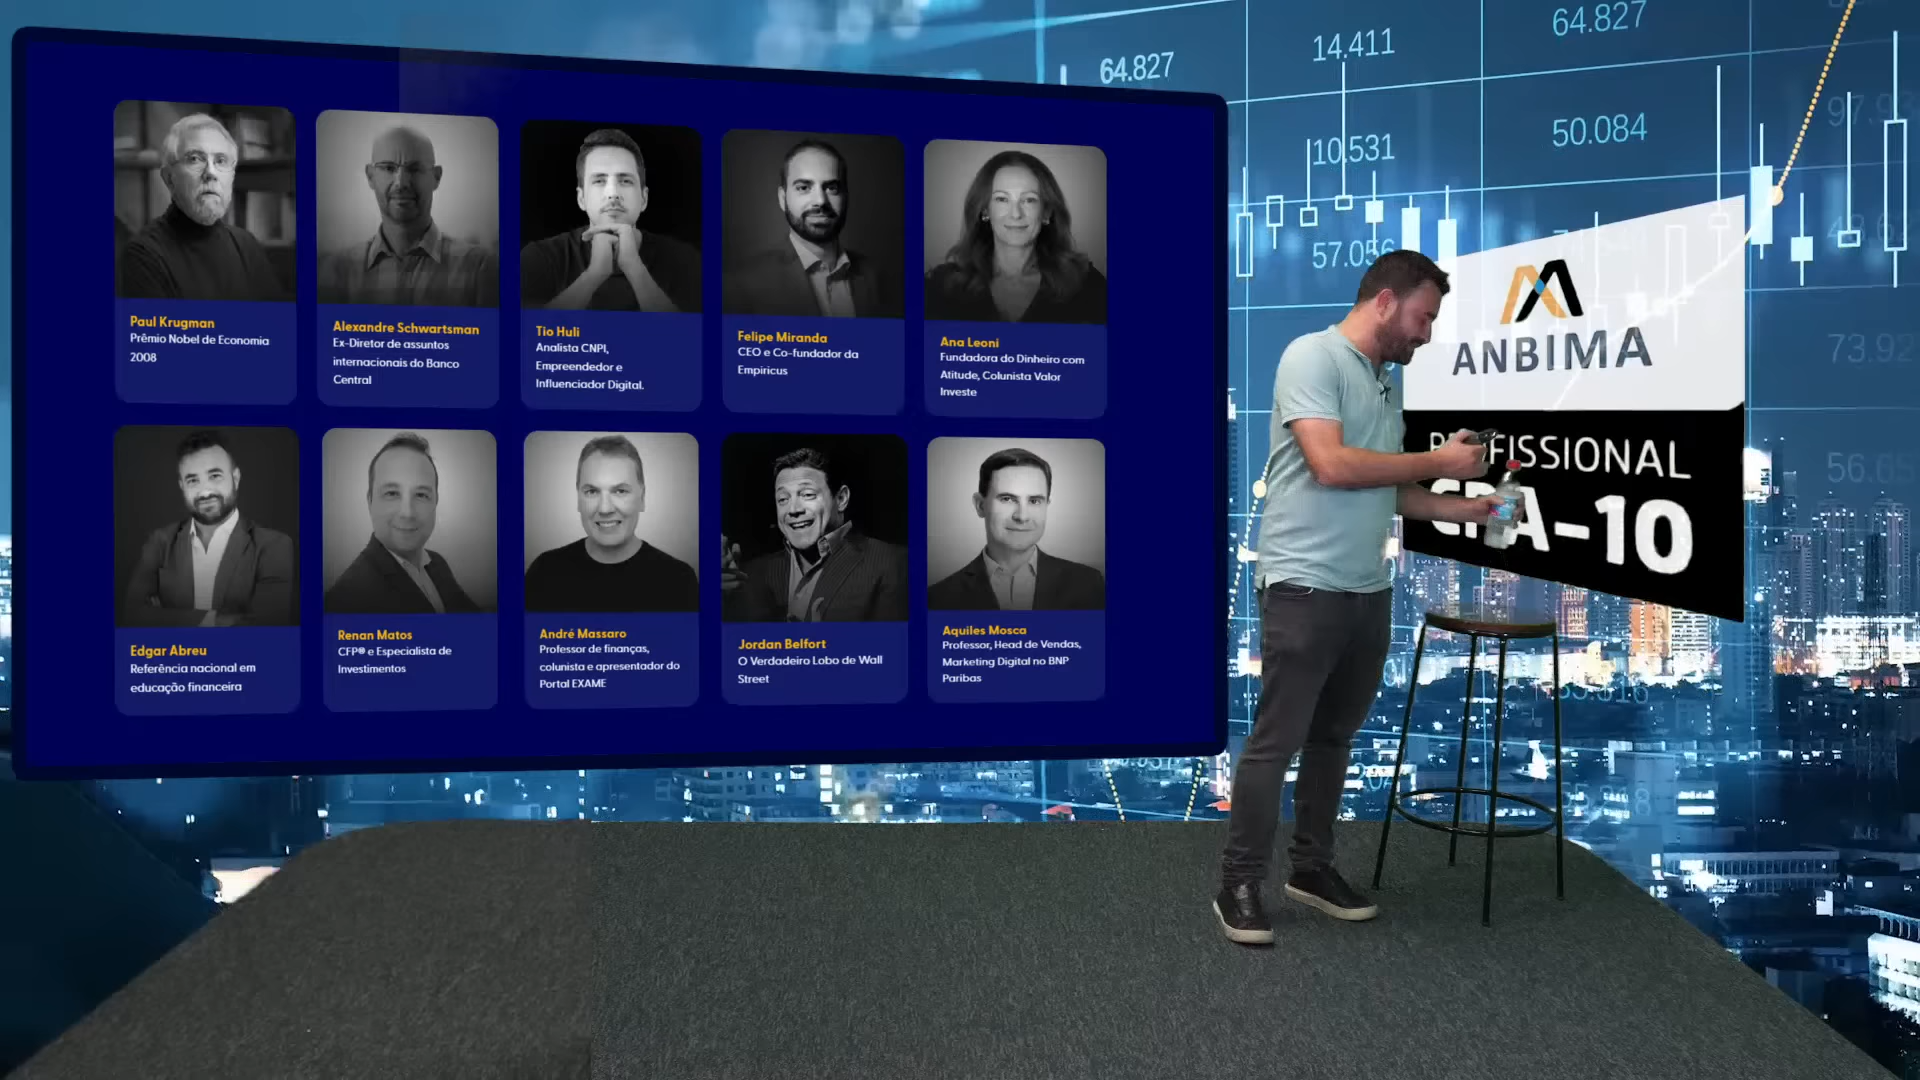 Paul Krugman
Prêmio Nobel de Economia
2008
Alexandre Schwartsman
Ex-Diretor de assuntos
internacionais do Banco
Central
Tio Huli
Analista CNPI,
Empreendedor e
Influenciador Digital.
Felipe Miranda
CEO e Co-fundador da
Empiricus
Ana Leoni
Fundadora do Dinheiro com
Atitude, Colunista Valor
Investe
Edgar Abreu
Referência nacional em
educação financeira
Renan Matos
CFP® e Especialista de
Investimentos
André Massaro
Professor de finanças,
colunista e apresentador do
Portal EXAME
Jordan Belfort
O Verdadeiro Lobo de Wall
Street
Aquiles Mosca
Professor, Head de Vendas,
Marketing Digital no BNP
Paribas
64.827
14.411
64.827
10.531
50.084
57.056
73.92
ANBIMA
PROFISSIONAL
CPA-10